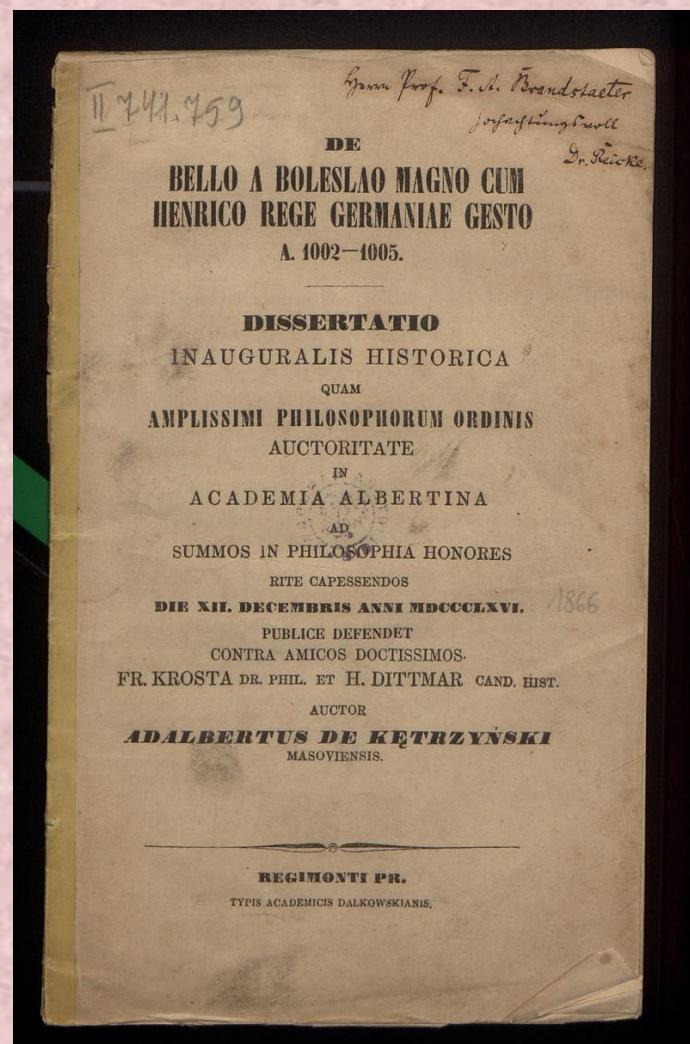 II 741.759
Herrn Prof. F. A. Brandstaeter
hochachtungsvoll
Dr. Reicke.
DE
BELLO A BOLESLAO MAGNO CUM
HENRICO REGE GERMANIAE GESTO
A. 1002—1005.
DISSERTATIO
INAUGURALIS HISTORICA
QUAM
AMPLISSIMI PHILOSOPHORUM ORDINIS
AUCTORITATE
IN
ACADEMIA ALBERTINA
AD
SUMMOS IN PHILOSOPHIA HONORES
RITE CAPESSENDOS
DIE XII. DECEMBRIS ANNI MDCCCLXVI.
1866
PUBLICE DEFENDET
CONTRA AMICOS DOCTISSIMOS.
FR. KROSTA DR. PHIL. ET H. DITTMAR CAND. HIST.
AUCTOR
ADALBERTUS DE KĘTRZYŃSKI
MASOVIENSIS.
REGIMONTI PR.
TYPIS ACADEMICIS DALKOWSKIANIS.